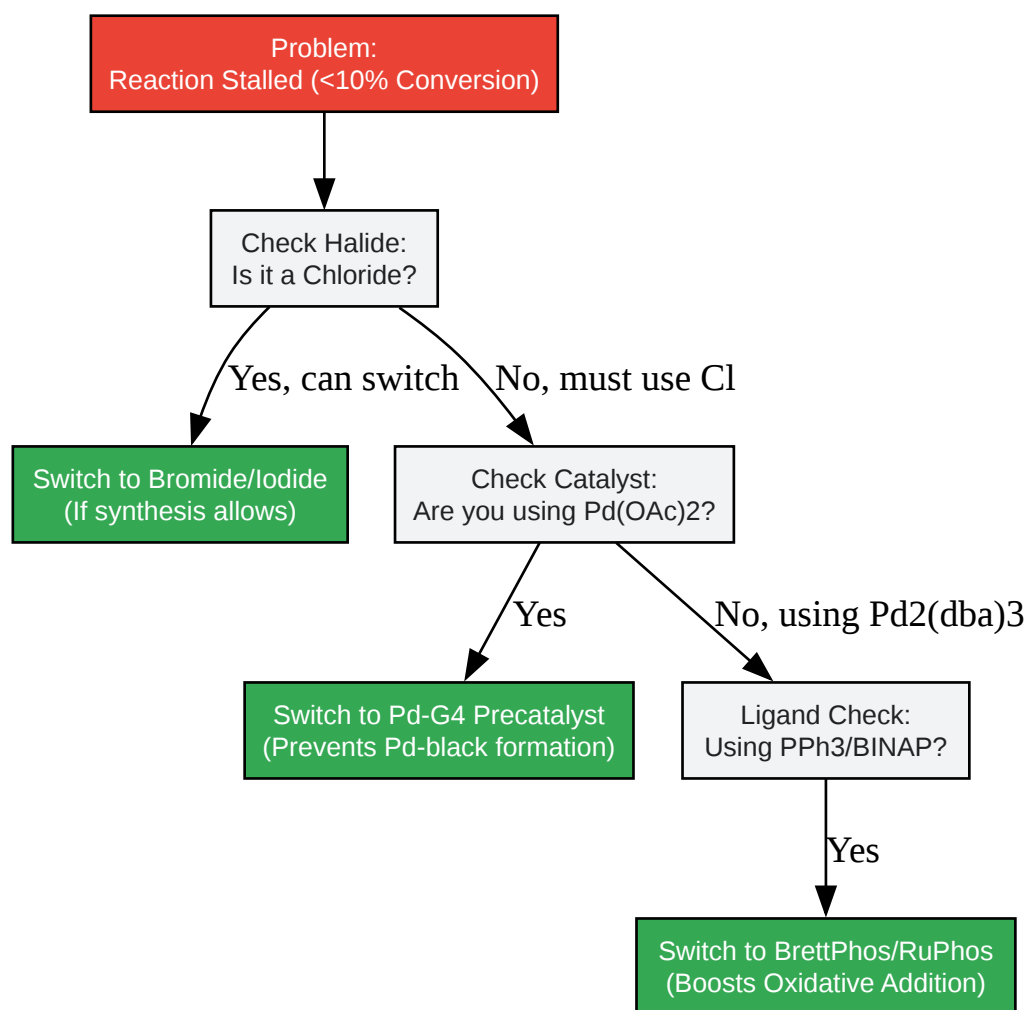 Problem:
Reaction Stalled (<10% Conversion)
Check Halide:
Is it a Chloride?
Yes, can switch
No, must use Cl
Switch to Bromide/Iodide
(If synthesis allows)
Check Catalyst:
Are you using Pd(OAc)2?
Yes
No, using Pd2(dba)3
Switch to Pd-G4 Precatalyst
(Prevents Pd-black formation)
Ligand Check:
Using PPh3/BINAP?
Yes
Switch to BrettPhos/RuPhos
(Boosts Oxidative Addition)